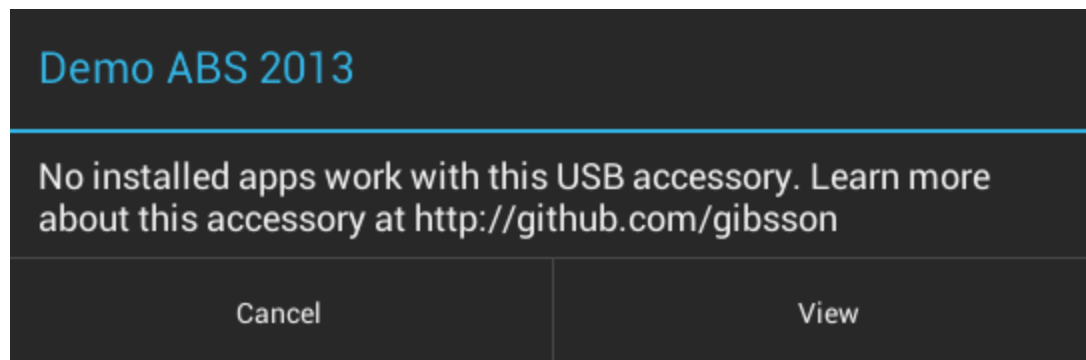 Demo ABS 2013
No installed apps work with this USB accessory. Learn more
about this accessory at http://github.com/gibsson
Cancel
View